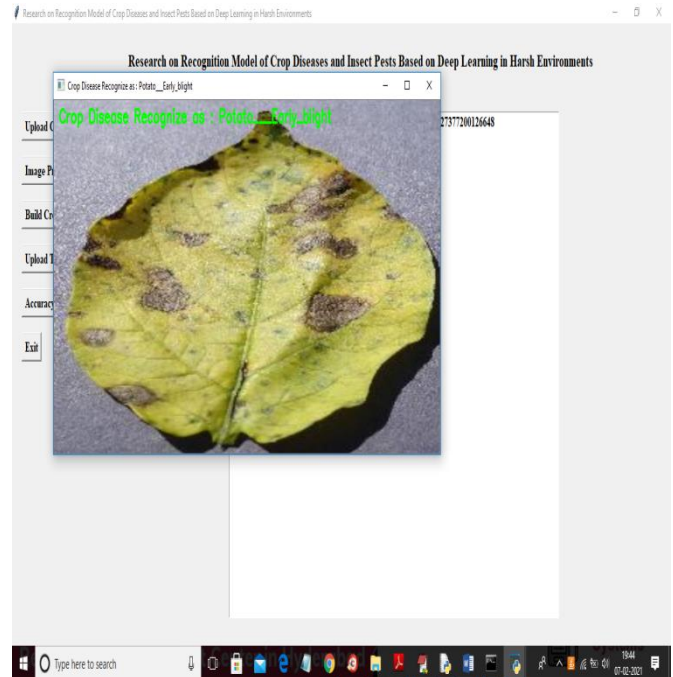 Research on Recognition Model of Crop Diseases and Insect Pests Based on Deep Learning in Harsh Environments
Research on Recognition Model of Crop Diseases and Insect Pests Based on Deep Learning in Harsh Environments
Crop Disease Recognize as : Potato__Early_blight
Crop Disease Recognize as : Potato___Early_blight
27377200126648
Upload
Image
Build
Upload
Accuracy
Exit
Type here to search
19:44
07-02-2021